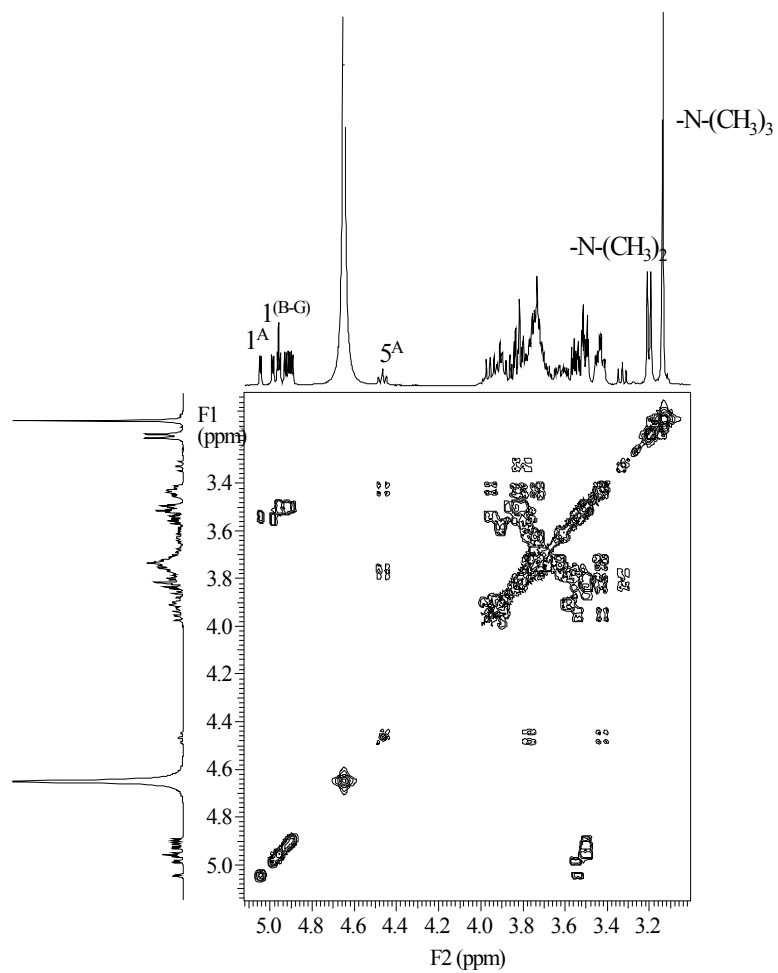 -N-(CH₃)₃
-N-(CH₃)₂
1^(B-G)
1^A
5^A
F1
(ppm)
3.4
3.6
3.8
4.0
4.2
4.4
4.6
4.8
5.0
5.0 4.8 4.6 4.4 4.2 4.0 3.8 3.6 3.4 3.2
F2 (ppm)